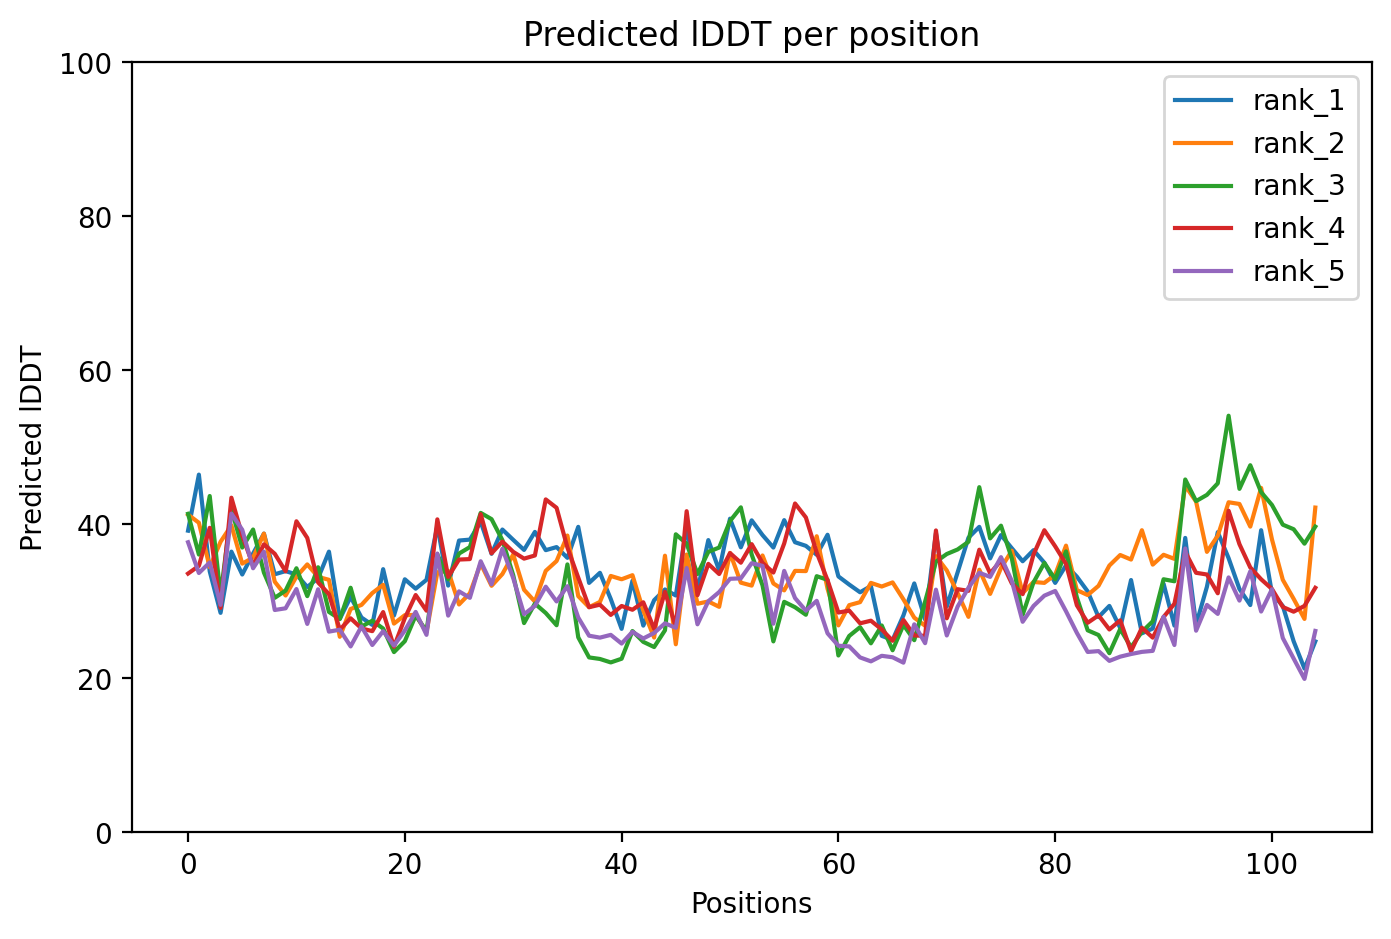 Predicted lDDT per position
100
80
60
40
20
0
Predicted lDDT
0 20 40 60 80 100
Positions
rank_1
rank_2
rank_3
rank_4
rank_5